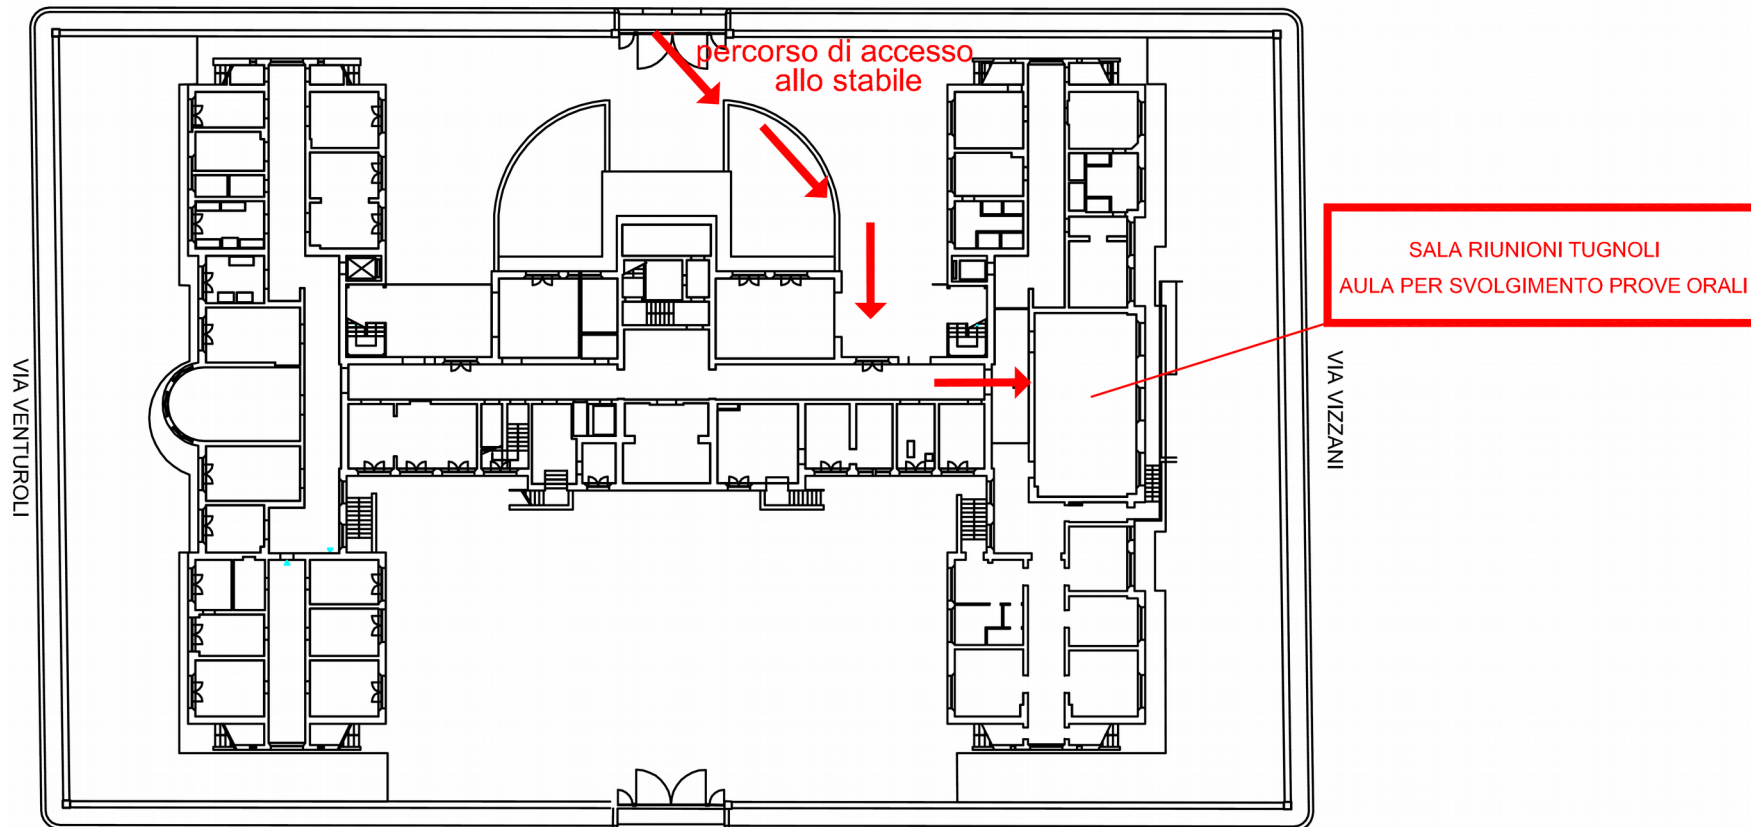 percorso di accesso
allo stabile
SALA RIUNIONI TUGNOLI
AULA PER SVOLGIMENTO PROVE ORALI
VIA VENTUROLI
VIA VIZZANI